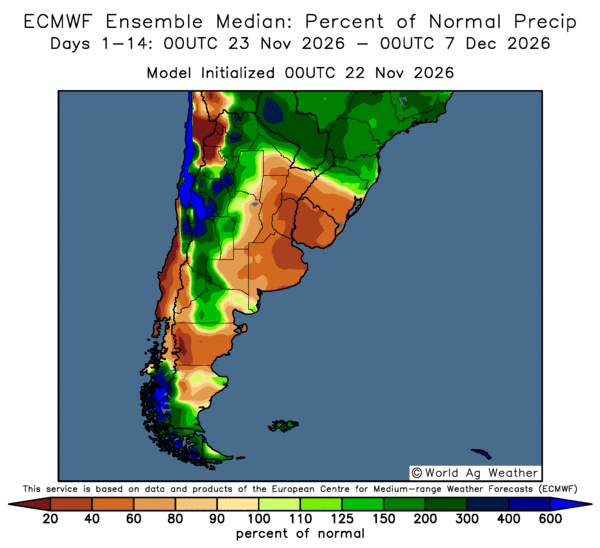 ECMWF Ensemble Median: Percent of Normal Precip
Days 1-14: 00UTC 23 Nov 2026 - 00UTC 7 Dec 2026
Model Initialized 00UTC 22 Nov 2026
©World Ag Weather
This service is based on data and products of the European Centre for Medium-range Weather Forecasts (ECMWF)
20 40 60 80 90 100 110 125 150 200 300 400 600
percent of normal